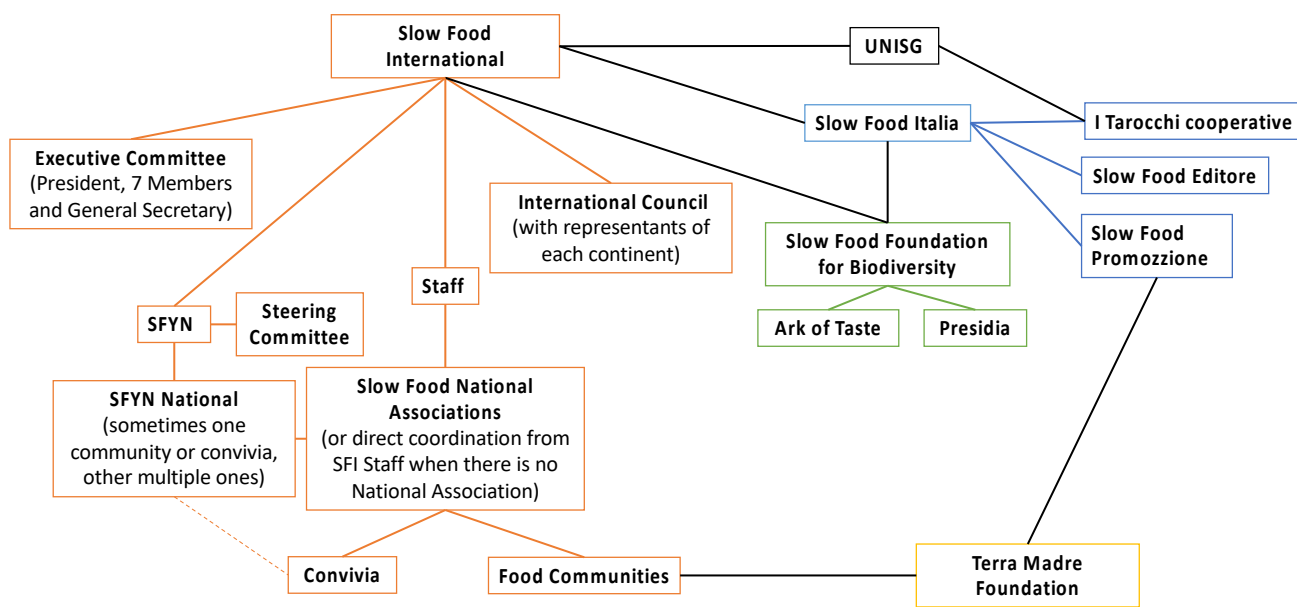 Slow Food
International
UNISG
Slow Food Italia
I Tarocchi cooperative
Executive Committee
(President, 7 Members
and General Secretary)
Slow Food Editore
International Council
(with representants of
each continent)
Slow Food Foundation
for Biodiversity
Slow Food
Promozzione
Staff
SFYN
Steering
Committee
Ark of Taste
Presidia
SFYN National
(sometimes one
community or convivia,
other multiple ones)
Slow Food National
Associations
(or direct coordination from
SFI Staff when there is no
National Association)
Convivia
Food Communities
Terra Madre
Foundation